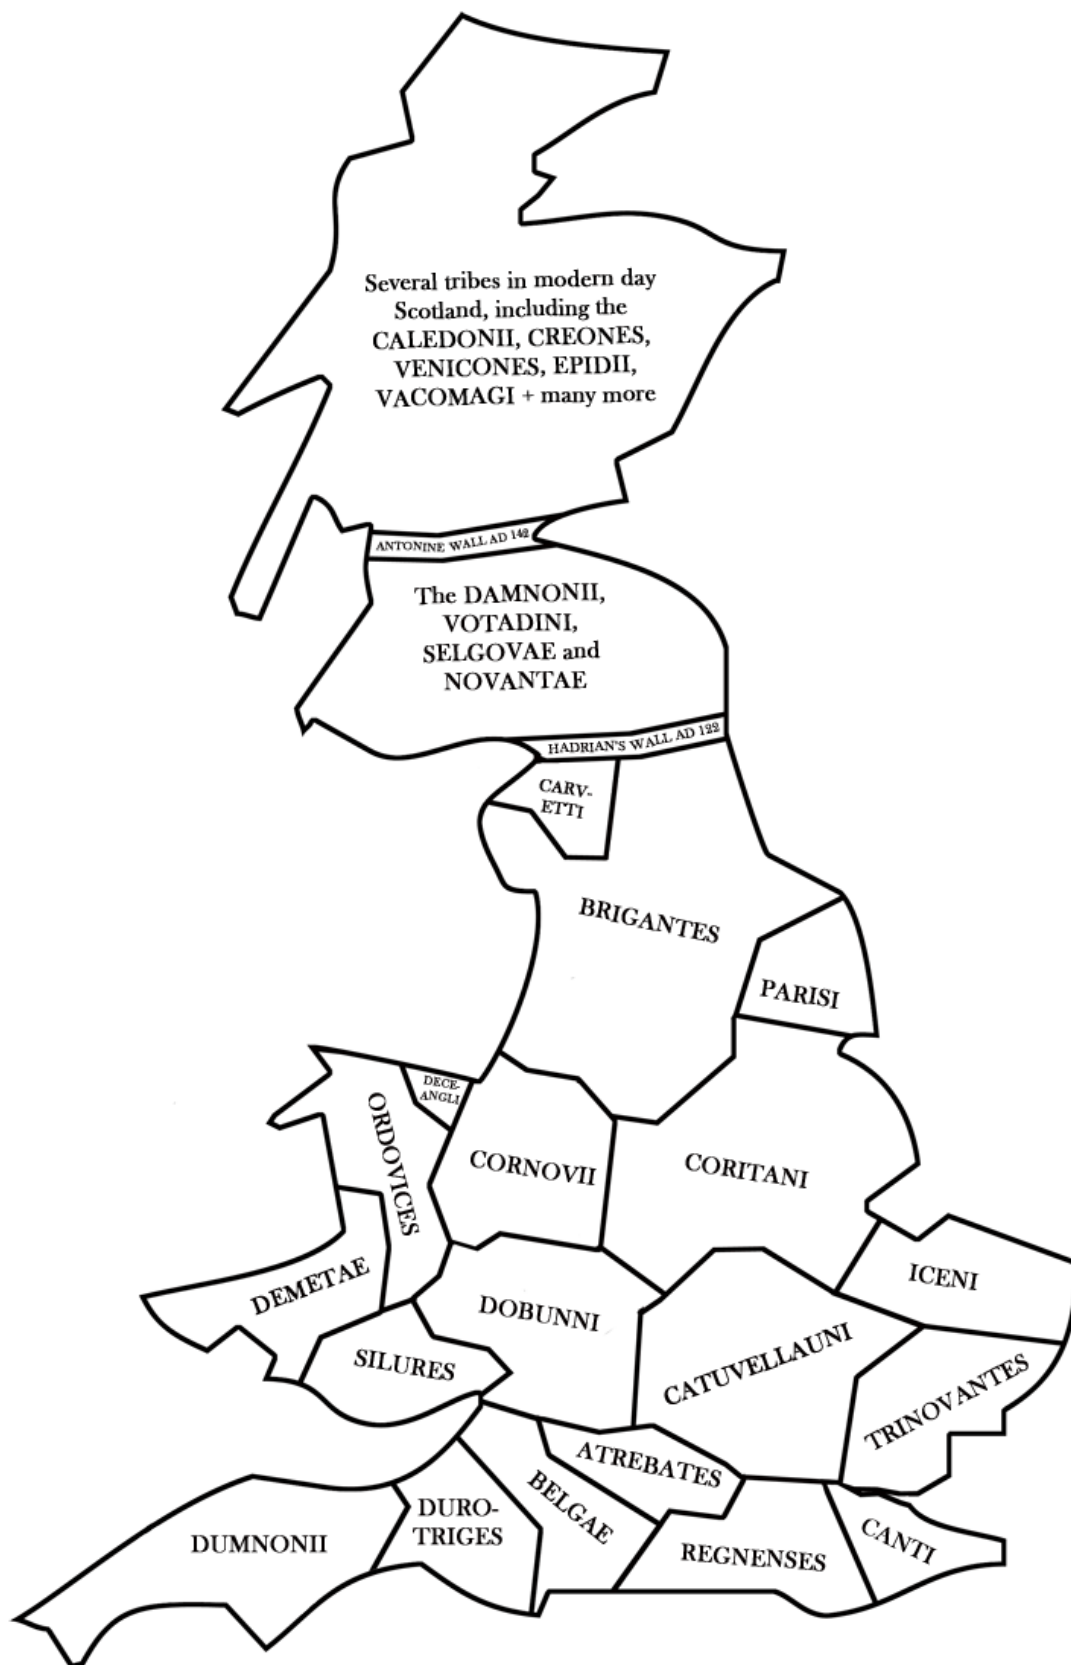 Several tribes in modern day
Scotland, including the
CALEDONII, CREONES,
VENICONES, EPIDII,
VACOMAGI + many more
ANTONINE WALL AD 142
The DAMNONII,
VOTADINI,
SELGOVAE and
NOVANTAE
HADRIAN'S WALL AD 122
CARV-
ETTI
BRIGANTES
PARISI
DECE-
ANGLI
ORDOVICES
CORNOVII
CORITANI
ICENI
DEMETAE
DOBUNNI
SILURES
CATUVELLAUNI
TRINOVANTES
ATREBATES
BELGAE
DURO-
TRIGES
DUMNONII
REGNENSES
CANTI